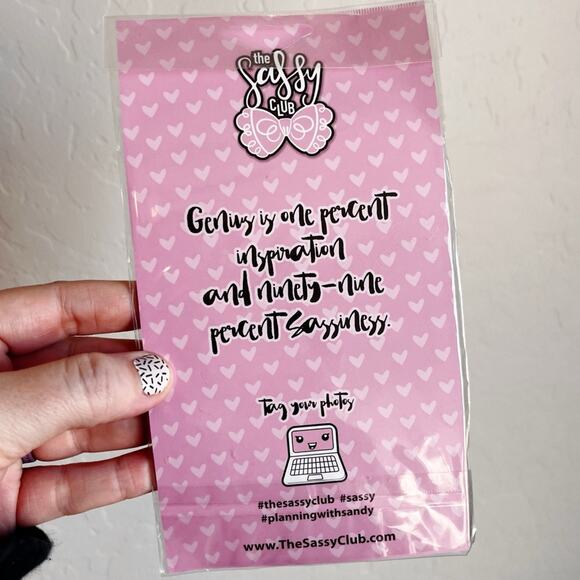 the
Sassy
CLUB
Genius is one percent
inspiration
and ninety-nine
percent Sassiness.
Tag your photos
#thesassyclub #sassy
#planningwithsandy
www.TheSassyClub.com